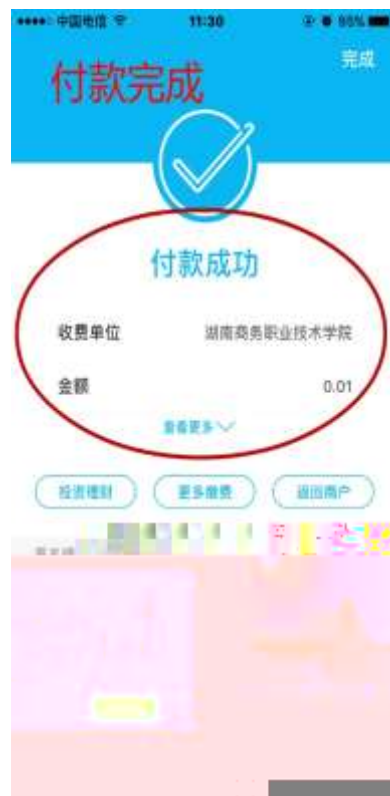 中国电信 11:30 95%
完成
付款完成
付款成功
收费单位 湖南商务职业技术学院
金额 0.01
查看更多
投资理财 更多缴费 返回商户